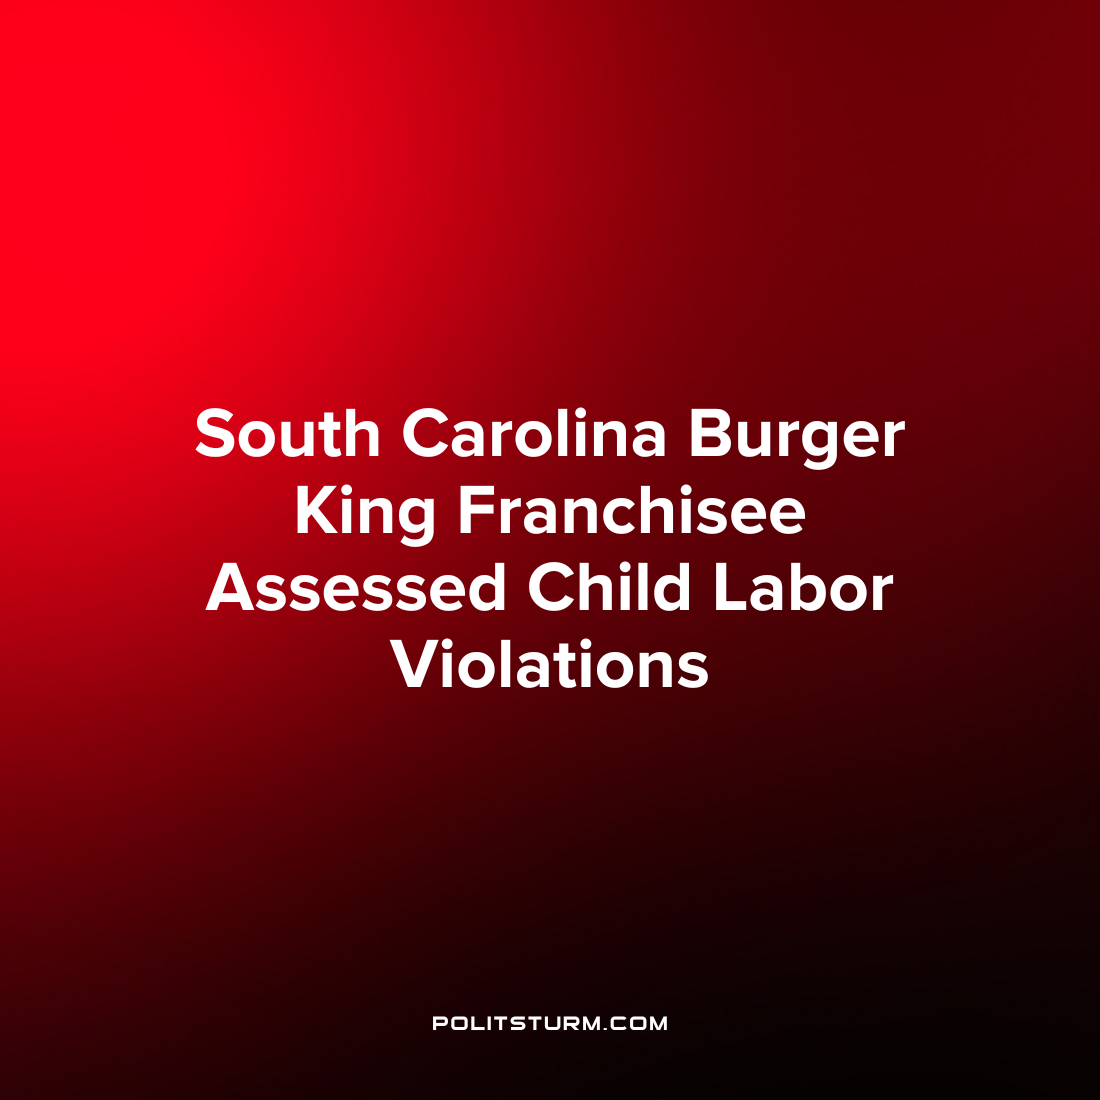 South Carolina Burger
King Franchisee
Assessed Child Labor
Violations
POLITSTURM.COM